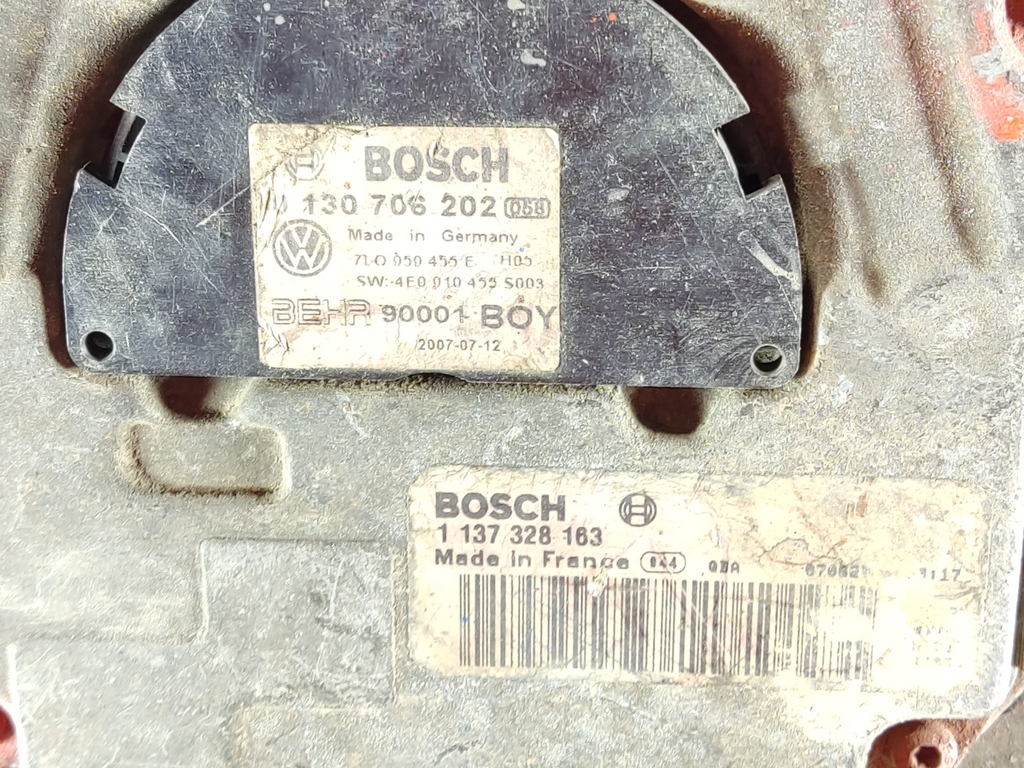 BOSCH
130 706 202
Made in Germany
7L0 959 455 E H05
SW:4E0 910 455 S003
BEHR 90001 BOY
2007-07-12
BOSCH
1 137 328 163
Made in France 044